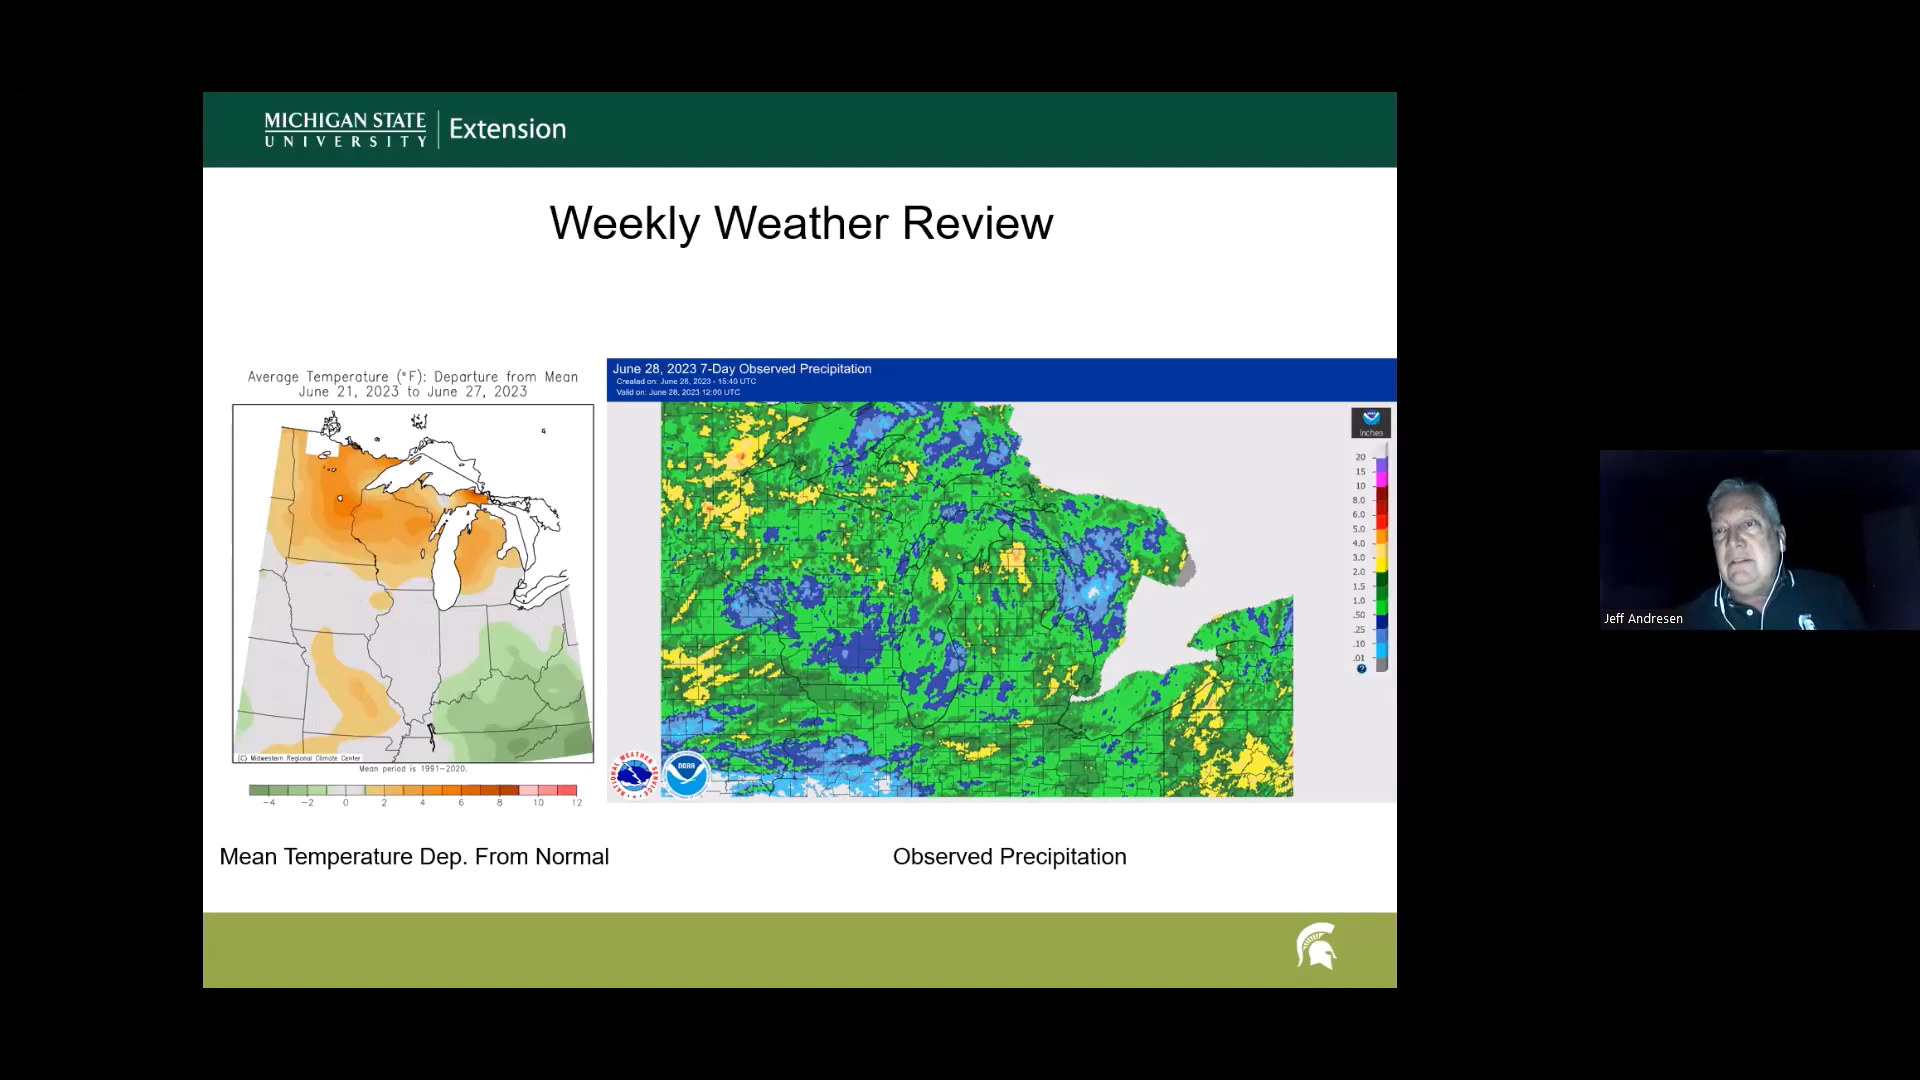 MICHIGAN STATE
UNIVERSITY
Extension
Weekly Weather Review
Average Temperature (°F): Departure from Mean
June 21, 2023 to June 27, 2023
(C) Midwestern Regional Climate Center
Mean period is 1991-2020.
-4 -2 0 2 4 6 8 10 12
June 28, 2023 7-Day Observed Precipitation
Created on: June 28, 2023 - 15:40 UTC
Valid on: June 28, 2023 12:00 UTC
Inches
20
15
10
8.0
6.0
5.0
4.0
3.0
2.0
1.5
1.0
.50
.25
.10
.01
?
NATIONAL WEATHER SERVICE
NOAA
Mean Temperature Dep. From Normal
Observed Precipitation
Jeff Andresen